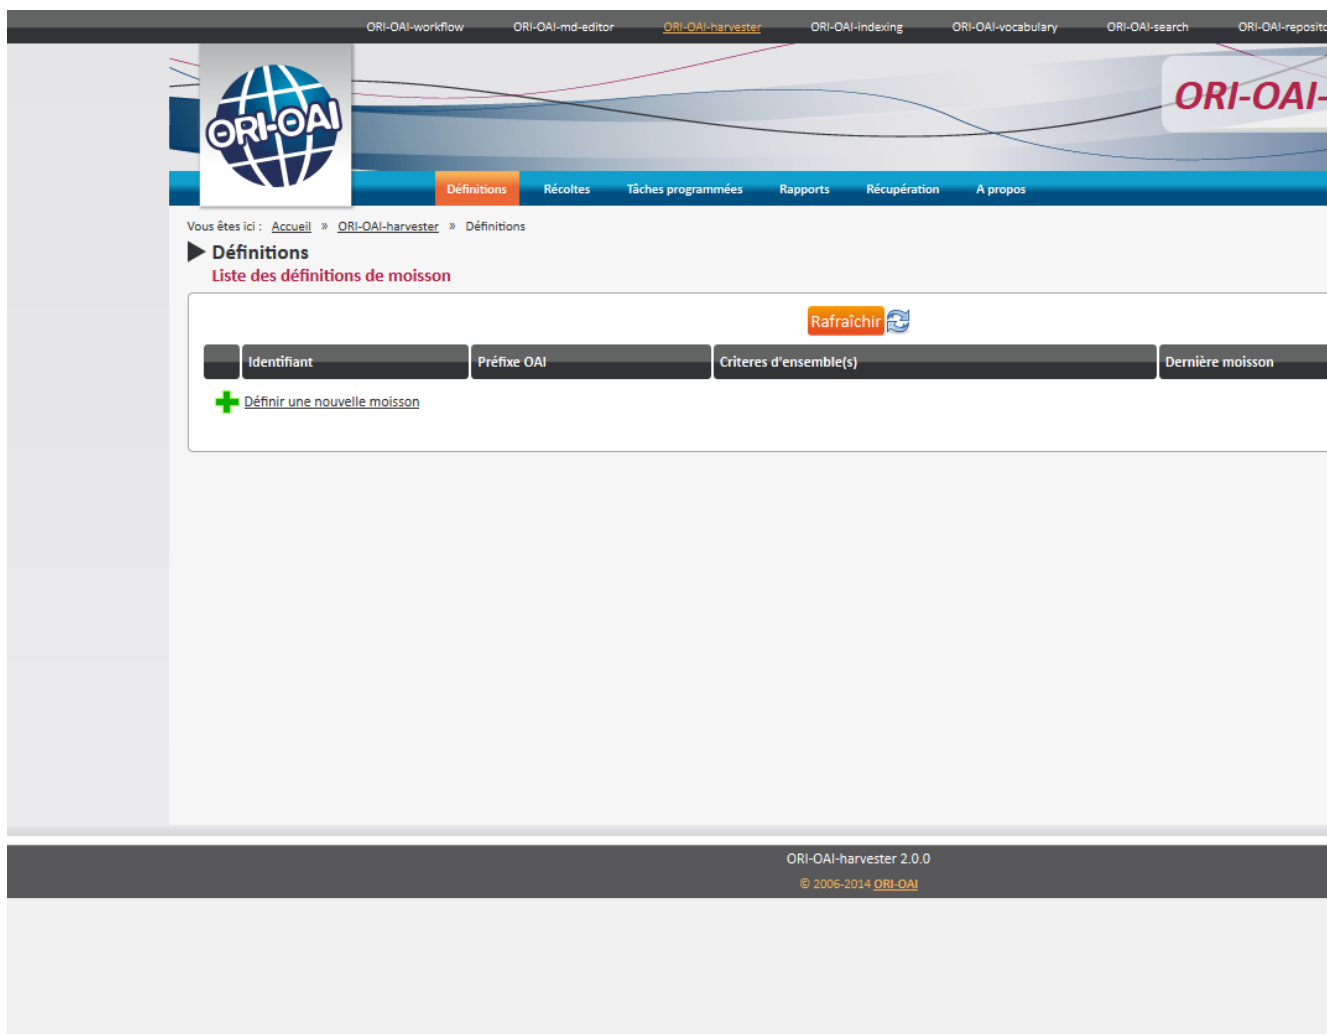 ORI-OAI-workflow ORI-OAI-md-editor ORI-OAI-harvester ORI-OAI-indexing ORI-OAI-vocabulary ORI-OAI-search ORI-OAI-reposito
ORI-OAI
ORI-OAI-
Définitions Récoltes Tâches programmées Rapports Récupération A propos
Vous êtes ici : Accueil » ORI-OAI-harvester » Définitions
Définitions
Liste des définitions de moisson
Rafraîchir
Identifiant Préfixe OAI Criteres d'ensemble(s) Dernière moisson
Définir une nouvelle moisson
ORI-OAI-harvester 2.0.0
© 2006-2014 ORI-OAI